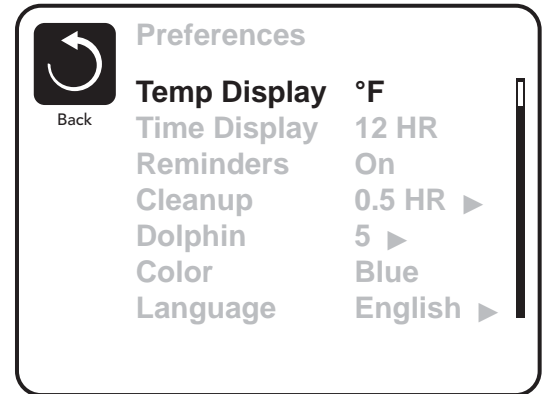 Preferences
Back
Temp Display °F
Time Display 12 HR
Reminders On
Cleanup 0.5 HR ▶
Dolphin 5 ▶
Color Blue
Language English ▶